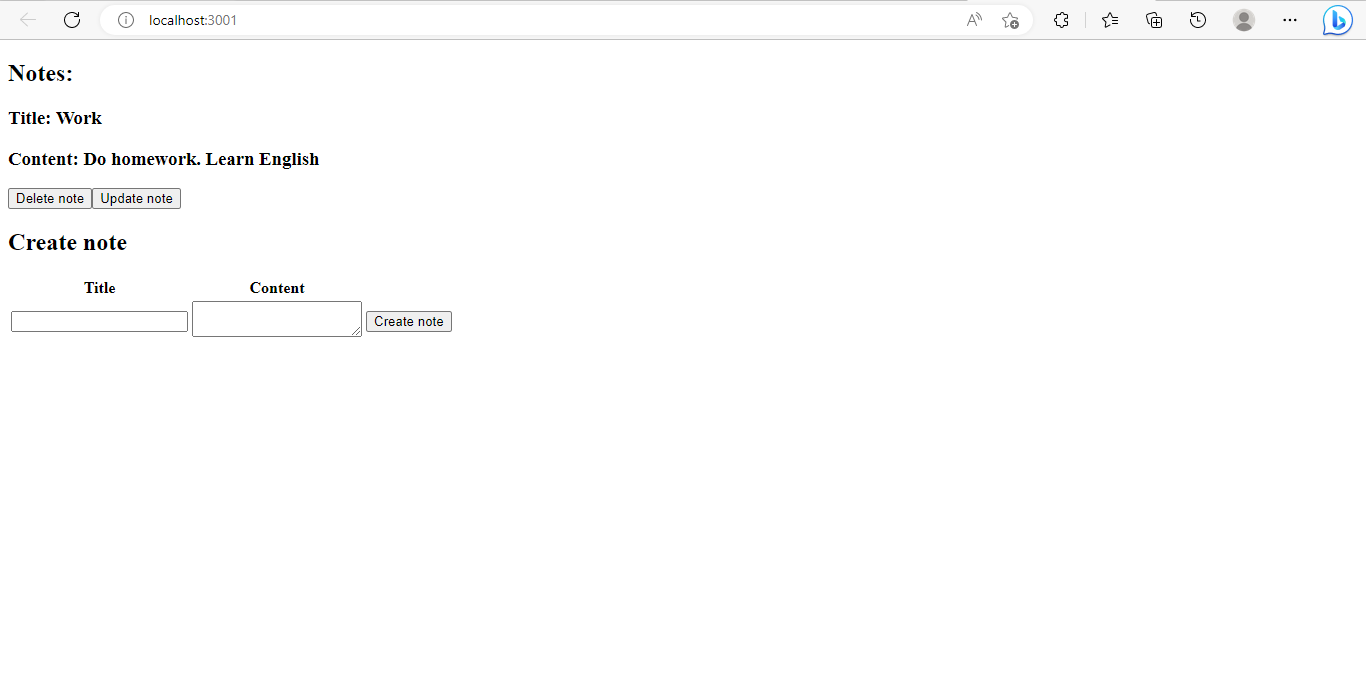 localhost:3001
Notes:
Title: Work
Content: Do homework. Learn English
Delete note Update note
Create note
Title Content
Create note